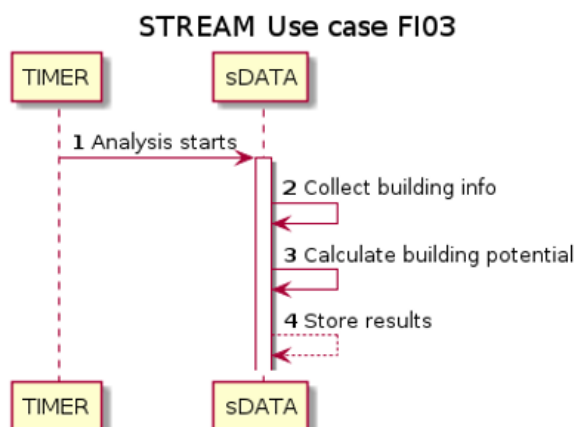 STREAM Use case FI03
TIMER
sDATA
1 Analysis starts
2 Collect building info
3 Calculate building potential
4 Store results
TIMER
sDATA